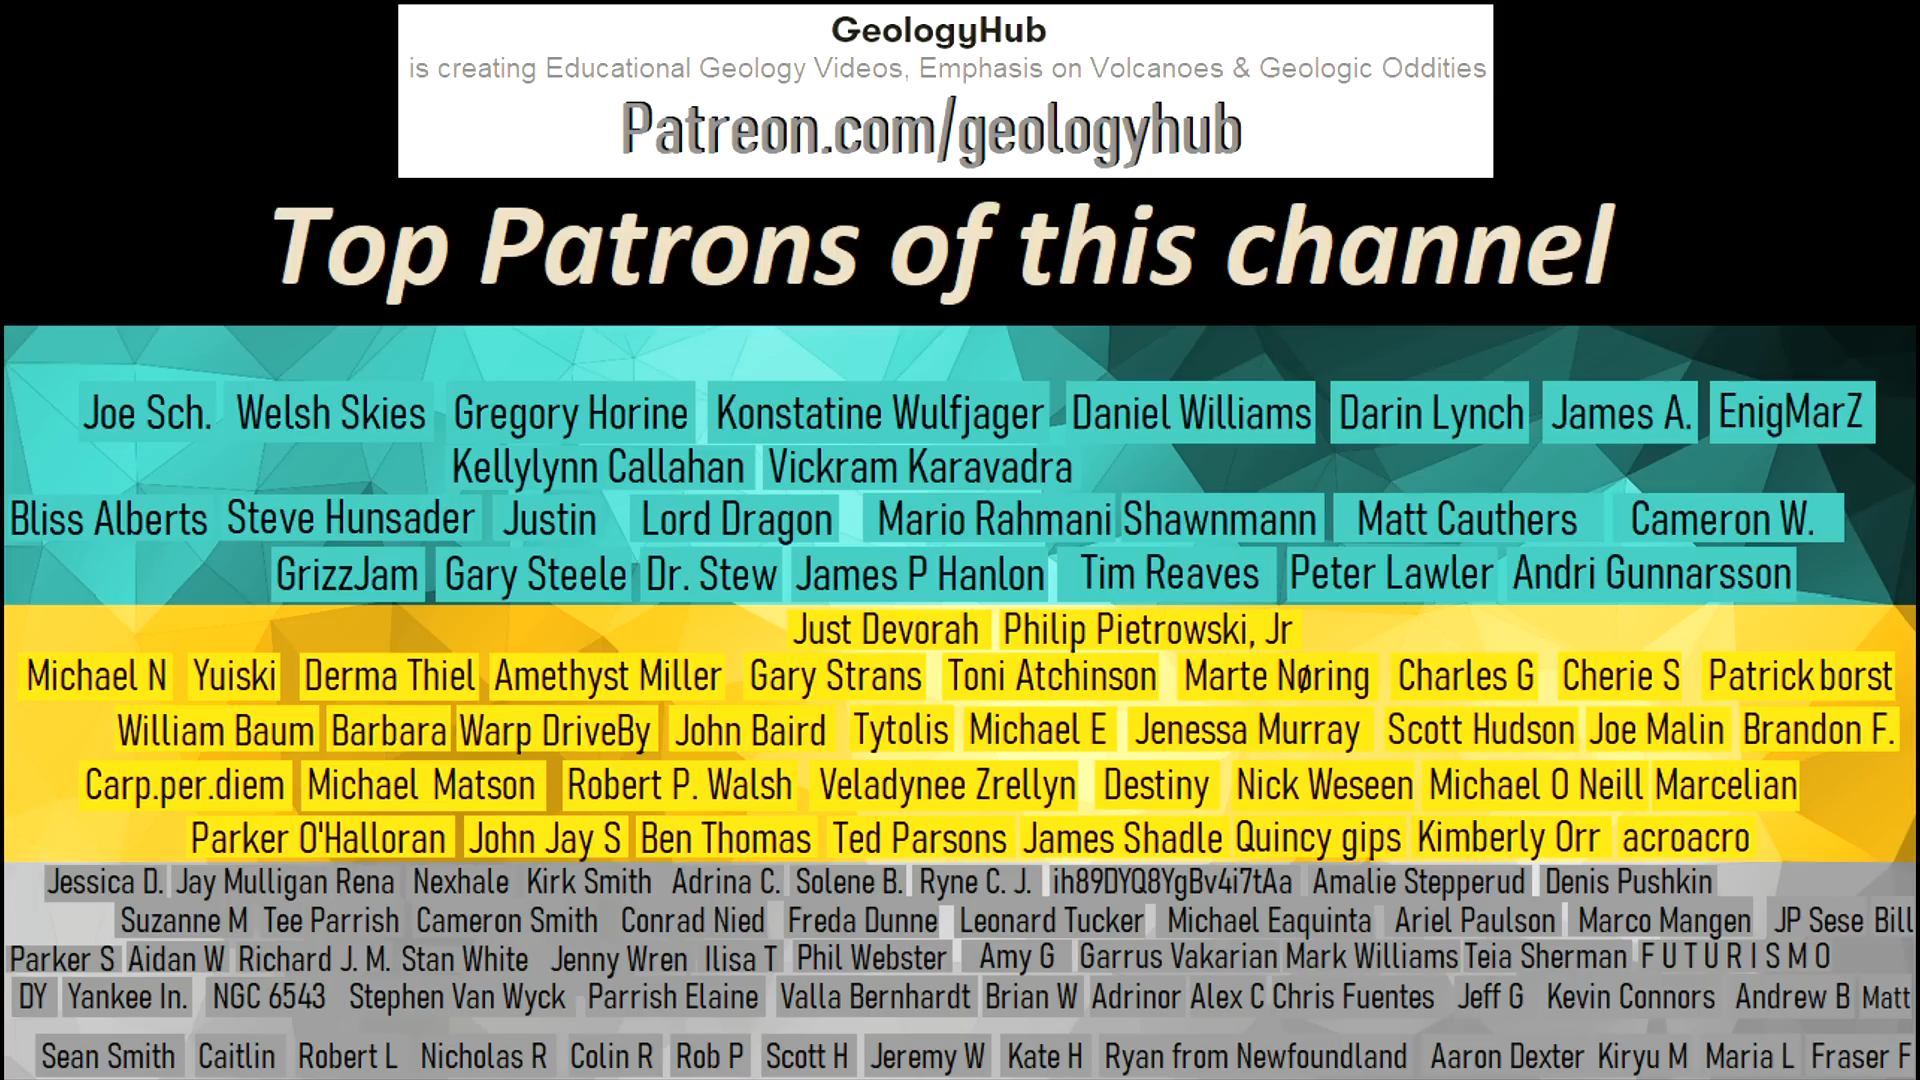 GeologyHub
is creating Educational Geology Videos, Emphasis on Volcanoes & Geologic Oddities
Patreon.com/geologyhub
Top Patrons of this channel
Joe Sch. Welsh Skies Gregory Horine Konstatine Wulfjager Daniel Williams Darin Lynch James A. EnigMarZ
Kellylynn Callahan Vickram Karavadra
Bliss Alberts Steve Hunsader Justin Lord Dragon Mario Rahmani Shawnmann Matt Cauthers Cameron W.
GrizzJam Gary Steele Dr. Stew James P Hanlon Tim Reaves Peter Lawler Andri Gunnarsson
Just Devorah Philip Pietrowski, Jr
Michael N Yuiski Derma Thiel Amethyst Miller Gary Strans Toni Atchinson Marte Nøring Charles G Cherie S Patrick borst
William Baum Barbara Warp DriveBy John Baird Tytolis Michael E Jenessa Murray Scott Hudson Joe Malin Brandon F.
Carp.per.diem Michael Matson Robert P. Walsh Veladynee Zrellyn Destiny Nick Weseen Michael O Neill Marcelian
Parker O'Halloran John Jay S Ben Thomas Ted Parsons James Shadle Quincy gips Kimberly Orr acroacro
Jessica D. Jay Mulligan Rena Nexhale Kirk Smith Adrina C. Solene B. Ryne C. J. ih89DYQ8YgBv4i7tAa Amalie Stepperud Denis Pushkin
Suzanne M Tee Parrish Cameron Smith Conrad Nied Freda Dunne Leonard Tucker Michael Eaquinta Ariel Paulson Marco Mangen JP Sese Bill
Parker S Aidan W Richard J. M. Stan White Jenny Wren Ilisa T Phil Webster Amy G Garrus Vakarian Mark Williams Teia Sherman F U T U R I S M O
DY Yankee In. NGC 6543 Stephen Van Wyck Parrish Elaine Valla Bernhardt Brian W Adrinor Alex C Chris Fuentes Jeff G Kevin Connors Andrew B Matt
Sean Smith Caitlin Robert L Nicholas R Colin R Rob P Scott H Jeremy W Kate H Ryan from Newfoundland Aaron Dexter Kiryu M Maria L Fraser F